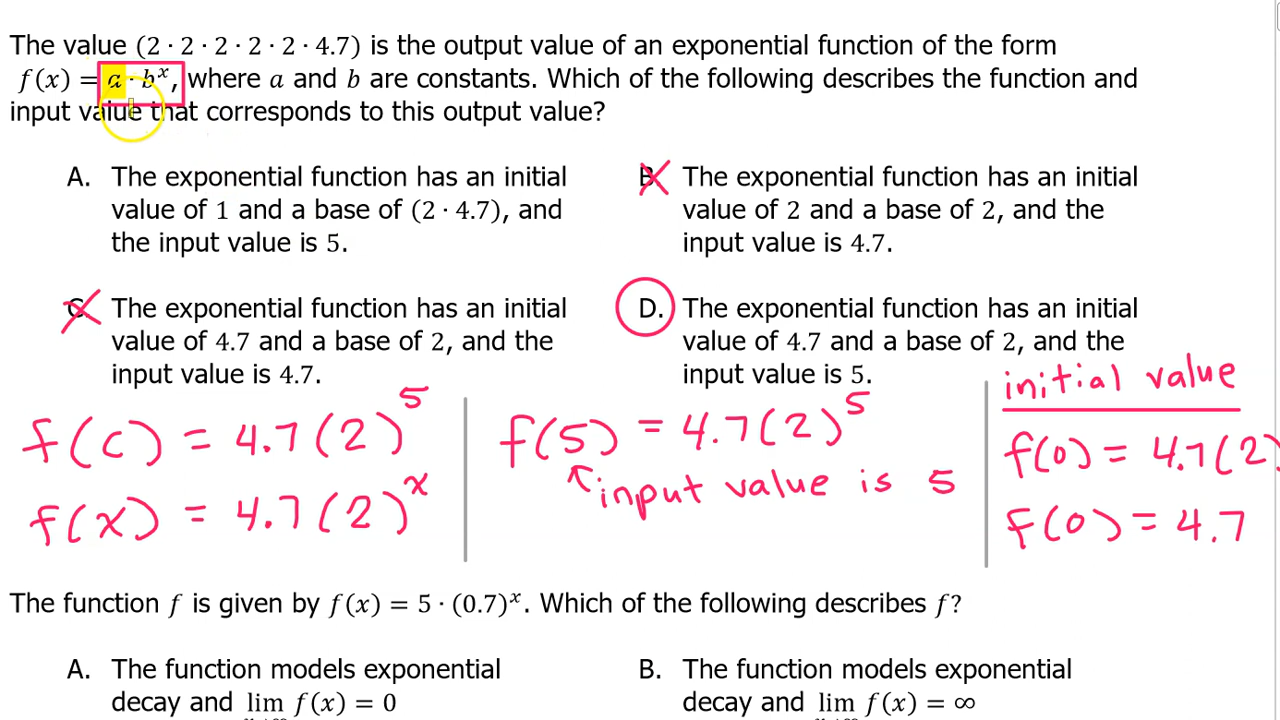 The value (2 · 2 · 2 · 2 · 2 · 4.7) is the output value of an exponential function of the form
f(x) = a · bˣ, where a and b are constants. Which of the following describes the function and
input value that corresponds to this output value?
A. The exponential function has an initial
value of 1 and a base of (2 · 4.7), and
the input value is 5.
B. The exponential function has an initial
value of 2 and a base of 2, and the
input value is 4.7.
C. The exponential function has an initial
value of 4.7 and a base of 2, and the
input value is 4.7.
D. The exponential function has an initial
value of 4.7 and a base of 2, and the
input value is 5.
f(c) = 4.7(2)⁵
f(x) = 4.7(2)ˣ
f(5) = 4.7(2)⁵
input value is 5
initial value
f(0) = 4.7(2)
f(0) = 4.7
The function f is given by f(x) = 5 · (0.7)ˣ. Which of the following describes f?
A. The function models exponential
decay and lim f(x) = 0
B. The function models exponential
decay and lim f(x) = ∞